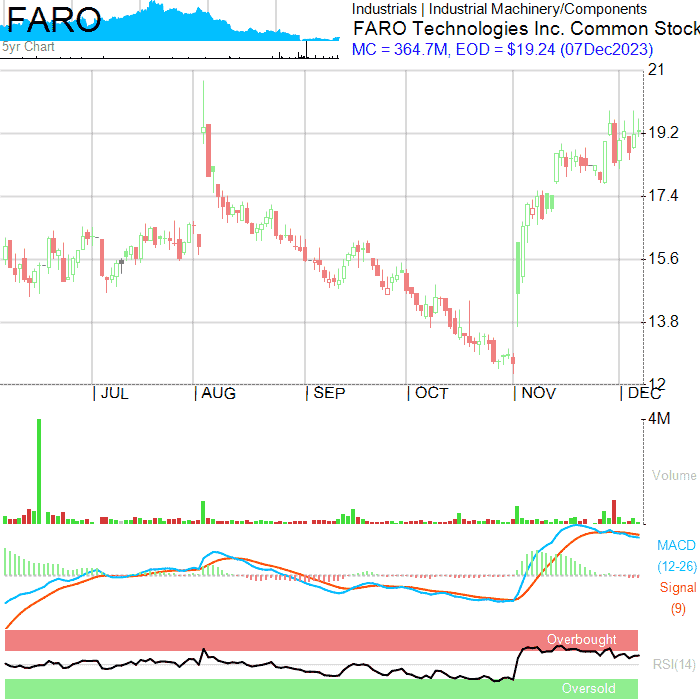 FARO
5yr Chart
Industrials | Industrial Machinery/Components
FARO Technologies Inc. Common Stock
MC = 364.7M, EOD = $19.24 (07Dec2023)
21
19.2
17.4
15.6
13.8
12
| JUL | AUG | SEP | OCT | NOV | DEC
4M
Volume
MACD
(12-26)
Signal
(9)
Overbought
RSI(14)
Oversold